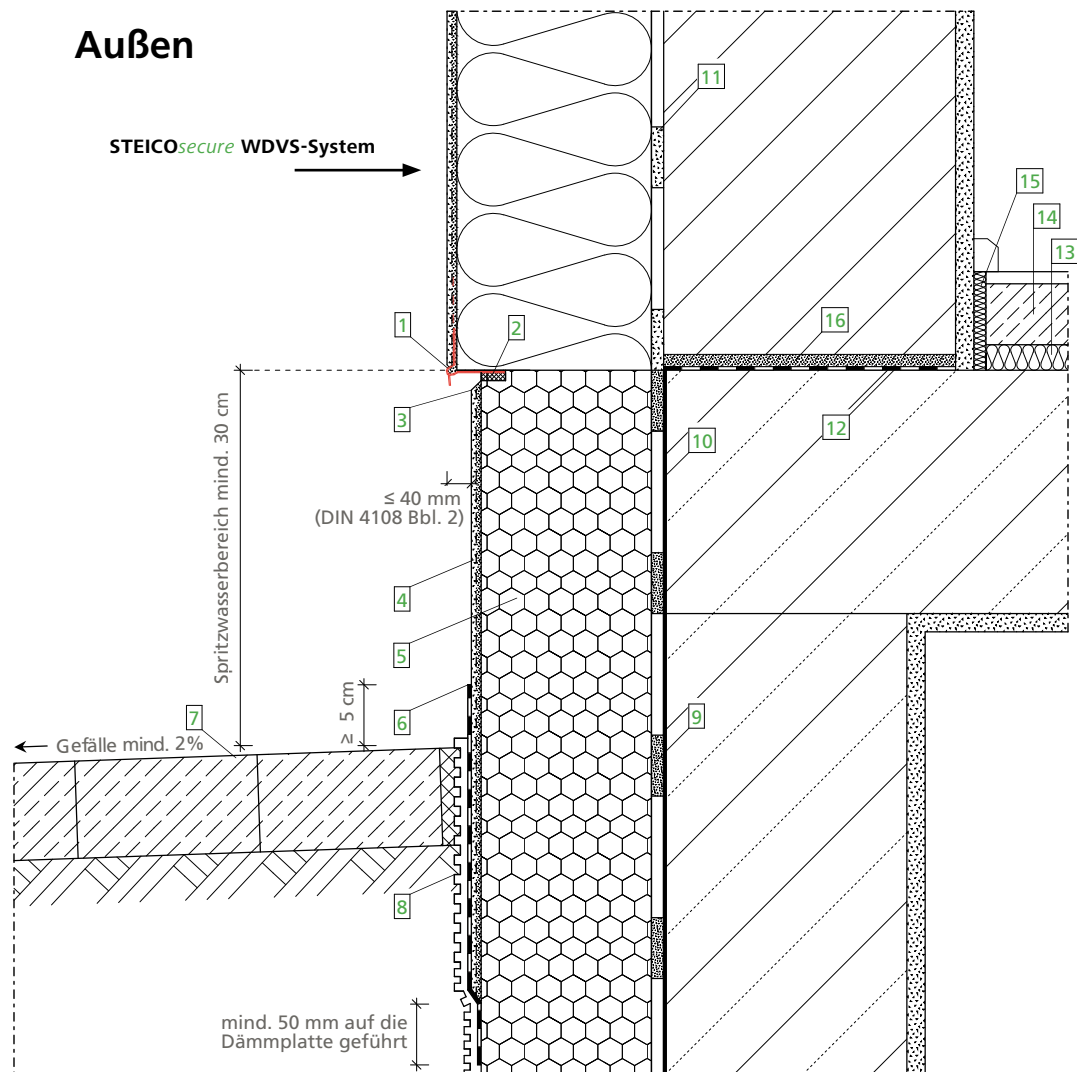 Außen
STEICOsecure WDVS-System
11
15
14
13
1
2
16
3
12
10
Spritzwasserbereich mind. 30 cm
≤ 40 mm
(DIN 4108 Bbl. 2)
4
5
≥ 5 cm
6
7
9
Gefälle mind. 2%
8
mind. 50 mm auf die
Dämmplatte geführt